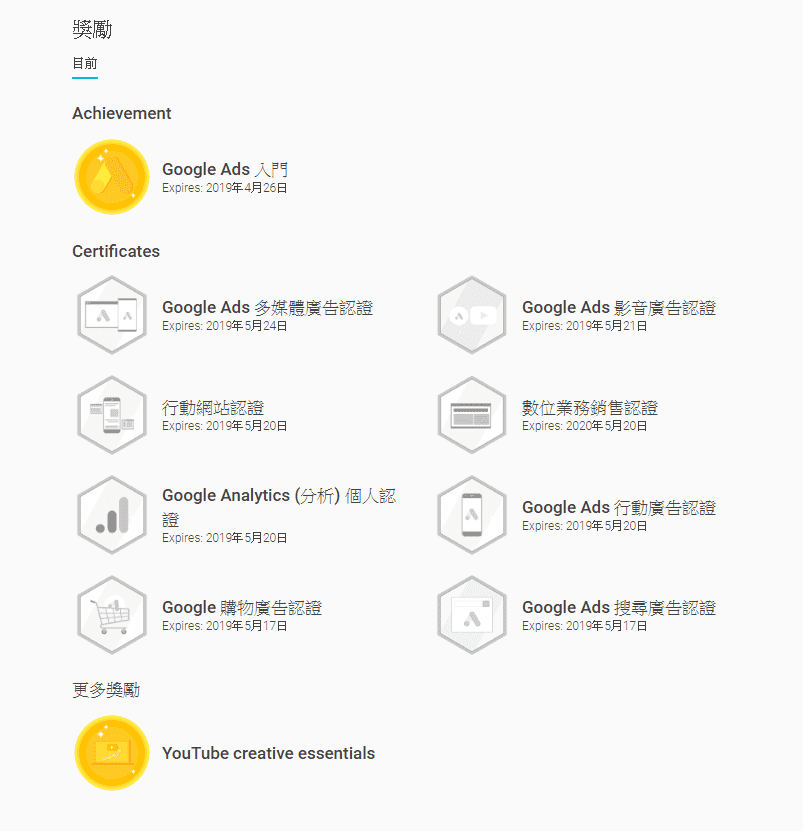 獎勵
目前
Achievement
Google Ads 入門
Expires: 2019年4月26日
Certificates
Google Ads 多媒體廣告認證
Expires: 2019年5月24日
Google Ads 影音廣告認證
Expires: 2019年5月21日
行動網站認證
Expires: 2019年5月20日
數位業務銷售認證
Expires: 2020年5月20日
Google Analytics (分析) 個人認
證
Expires: 2019年5月20日
Google Ads 行動廣告認證
Expires: 2019年5月20日
Google 購物廣告認證
Expires: 2019年5月17日
Google Ads 搜尋廣告認證
Expires: 2019年5月17日
更多獎勵
YouTube creative essentials